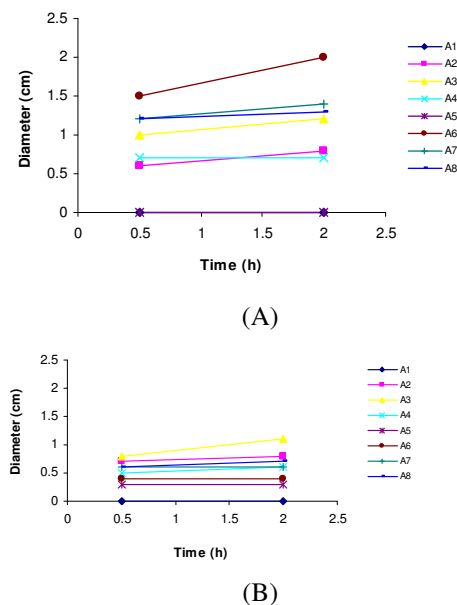 2.5
2
1.5
1
0.5
0
Diameter (cm)
0 0.5 1 1.5 2 2.5
Time (h)
A1
A2
A3
A4
A5
A6
A7
A8
(A)
2.5
2
1.5
1
0.5
0
Diameter (cm)
0 0.5 1 1.5 2 2.5
Time (h)
A1
A2
A3
A4
A5
A6
A7
A8
(B)